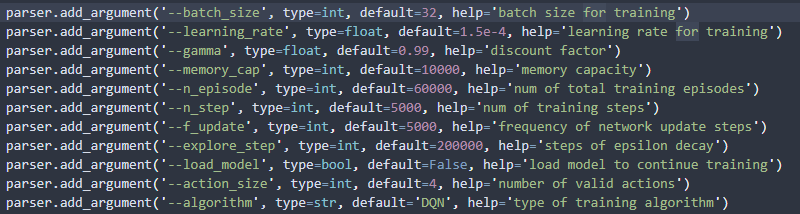 parser.add_argument('--batch_size', type=int, default=32, help='batch size for training')
parser.add_argument('--learning_rate', type=float, default=1.5e-4, help='learning rate for training')
parser.add_argument('--gamma', type=float, default=0.99, help='discount factor')
parser.add_argument('--memory_cap', type=int, default=10000, help='memory capacity')
parser.add_argument('--n_episode', type=int, default=60000, help='num of total training episodes')
parser.add_argument('--n_step', type=int, default=5000, help='num of training steps')
parser.add_argument('--f_update', type=int, default=5000, help='frequency of network update steps')
parser.add_argument('--explore_step', type=int, default=200000, help='steps of epsilon decay')
parser.add_argument('--load_model', type=bool, default=False, help='load model to continue training')
parser.add_argument('--action_size', type=int, default=4, help='number of valid actions')
parser.add_argument('--algorithm', type=str, default='DQN', help='type of training algorithm')